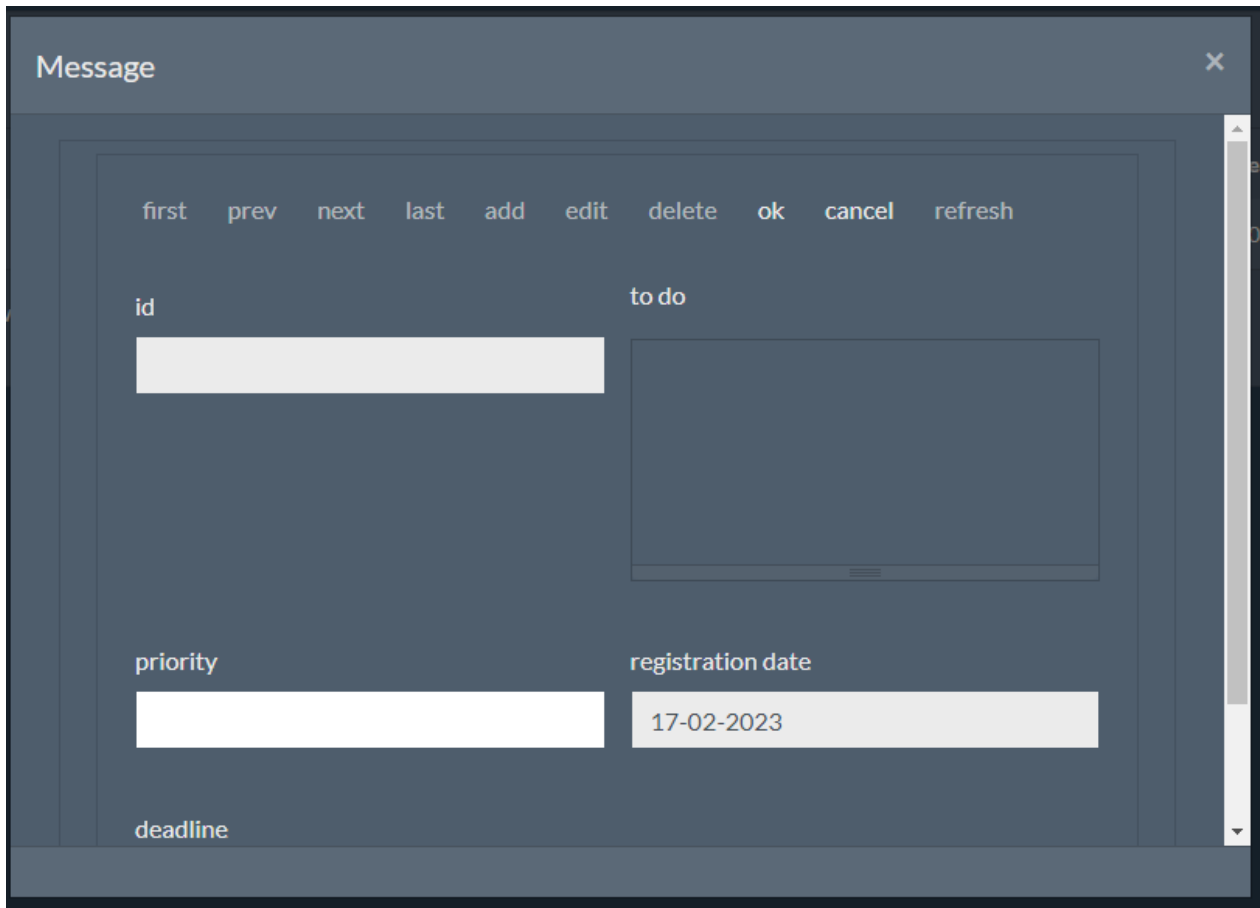 Message ×
first prev next last add edit delete ok cancel refresh
id
to do
priority
registration date
17-02-2023
deadline